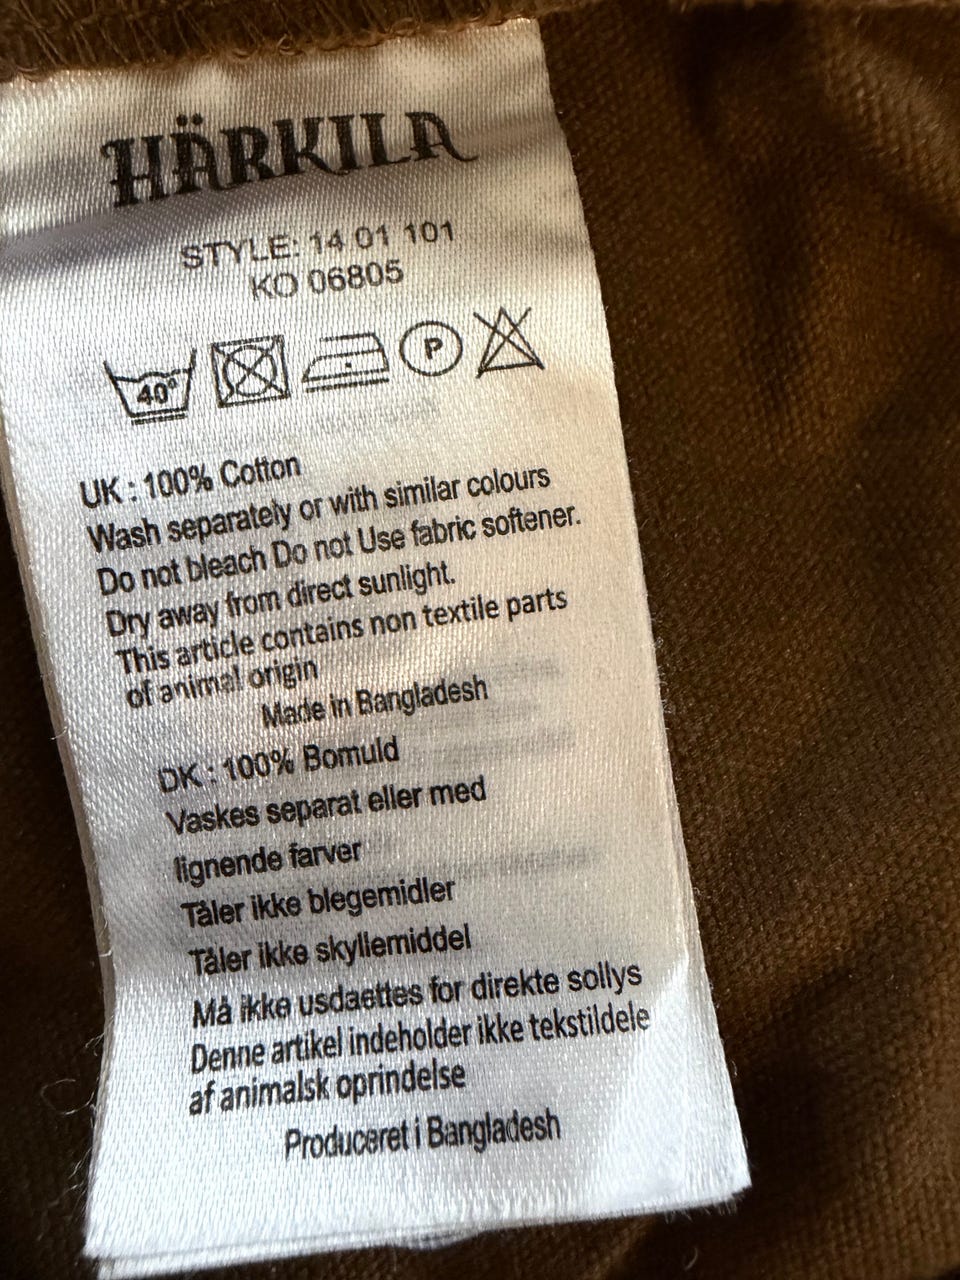 HÄRKILA
STYLE: 14 01 101
KO 06805
40° P
UK : 100% Cotton
Wash separately or with similar colours
Do not bleach Do not Use fabric softener.
Dry away from direct sunlight.
This article contains non textile parts
of animal origin
Made in Bangladesh
DK : 100% Bomuld
Vaskes separat eller med
lignende farver
Tåler ikke blegemidler
Tåler ikke skyllemiddel
Må ikke usdaettes for direkte sollys
Denne artikel indeholder ikke tekstildele
af animalsk oprindelse
Produceret i Bangladesh